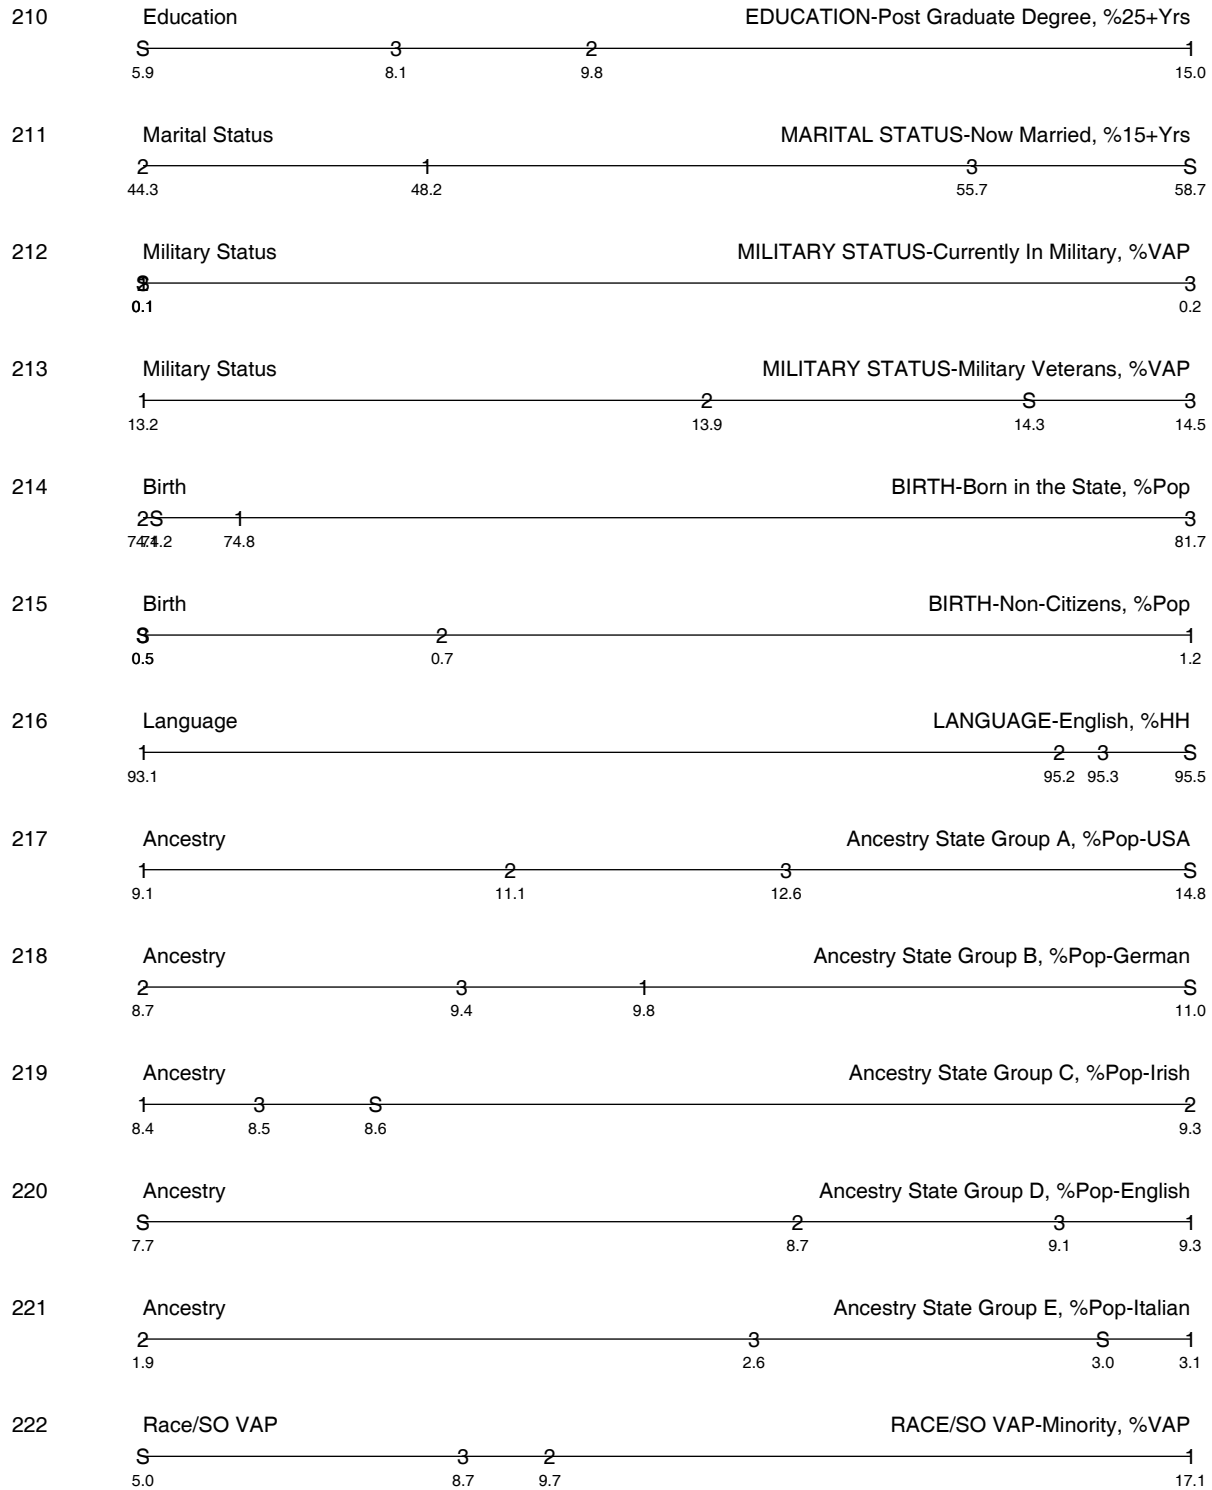 210 Education EDUCATION-Post Graduate Degree, %25+Yrs
S 3 2 1
5.9 8.1 9.8 15.0
211 Marital Status MARITAL STATUS-Now Married, %15+Yrs
2 1 3 S
44.3 48.2 55.7 58.7
212 Military Status MILITARY STATUS-Currently In Military, %VAP
3
0.1 0.2
213 Military Status MILITARY STATUS-Military Veterans, %VAP
1 2 S 3
13.2 13.9 14.3 14.5
214 Birth BIRTH-Born in the State, %Pop
2 S 1 3
74.1 74.2 74.8 81.7
215 Birth BIRTH-Non-Citizens, %Pop
2 1
0.5 0.7 1.2
216 Language LANGUAGE-English, %HH
1 2 3 S
93.1 95.2 95.3 95.5
217 Ancestry Ancestry State Group A, %Pop-USA
1 2 3 S
9.1 11.1 12.6 14.8
218 Ancestry Ancestry State Group B, %Pop-German
2 3 1 S
8.7 9.4 9.8 11.0
219 Ancestry Ancestry State Group C, %Pop-Irish
1 3 S 2
8.4 8.5 8.6 9.3
220 Ancestry Ancestry State Group D, %Pop-English
S 2 3 1
7.7 8.7 9.1 9.3
221 Ancestry Ancestry State Group E, %Pop-Italian
2 3 S 1
1.9 2.6 3.0 3.1
222 Race/SO VAP RACE/SO VAP-Minority, %VAP
S 3 2 1
5.0 8.7 9.7 17.1